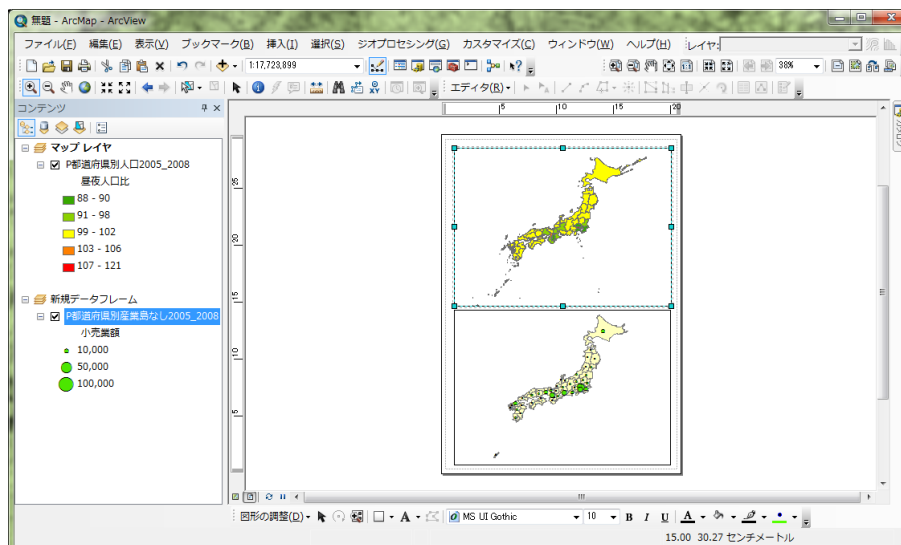 無題 - ArcMap - ArcView
ファイル(F) 編集(E) 表示(V) ブックマーク(B) 挿入(I) 選択(S) ジオプロセシング(G) カスタマイズ(C) ウィンドウ(W) ヘルプ(H) レイヤ:
1:17,723,899 38%
エディタ(R)
コンテンツ
5 10 15 20
マップ レイヤ
P都道府県別人口2005_2008
昼夜人口比
88 - 90
91 - 98
99 - 102
103 - 106
107 - 121
新規データフレーム
P都道府県別産業島なし2005_2008
小売業額
10,000
50,000
100,000
25
20
15
10
5
カタログ
図形の調整(D) A MS UI Gothic 10 B I U A
15.00 30.27 センチメートル